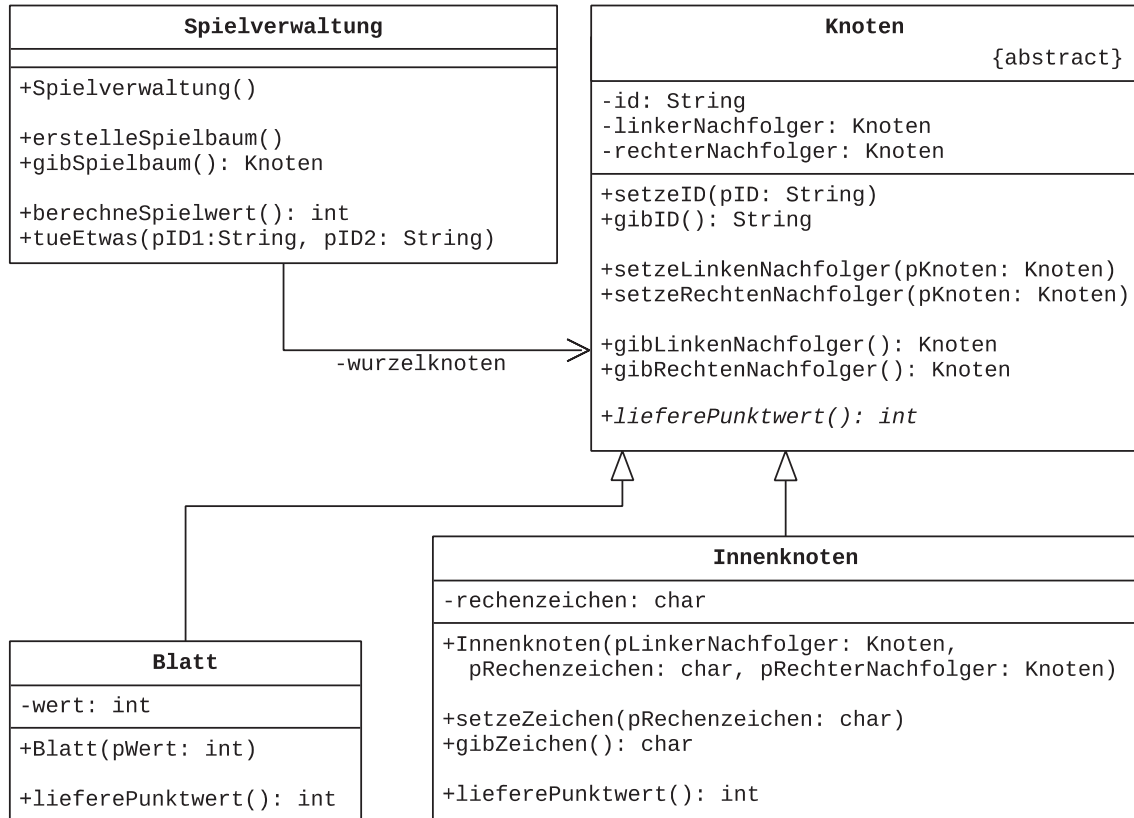 Spielverwaltung
+Spielverwaltung()
+erstelleSpielbaum()
+gibSpielbaum(): Knoten
+berechneSpielwert(): int
+tueEtwas(pID1:String, pID2: String)
Knoten
{abstract}
-id: String
-linkerNachfolger: Knoten
-rechterNachfolger: Knoten
+setzeID(pID: String)
+gibID(): String
+setzeLinkenNachfolger(pKnoten: Knoten)
+setzeRechtenNachfolger(pKnoten: Knoten)
+gibLinkenNachfolger(): Knoten
+gibRechtenNachfolger(): Knoten
+lieferePunktwert(): int
-wurzelknoten
Blatt
-wert: int
+Blatt(pWert: int)
+lieferePunktwert(): int
Innenknoten
-rechenzeichen: char
+Innenknoten(pLinkerNachfolger: Knoten,
pRechenzeichen: char, pRechterNachfolger: Knoten)
+setzeZeichen(pRechenzeichen: char)
+gibZeichen(): char
+lieferePunktwert(): int